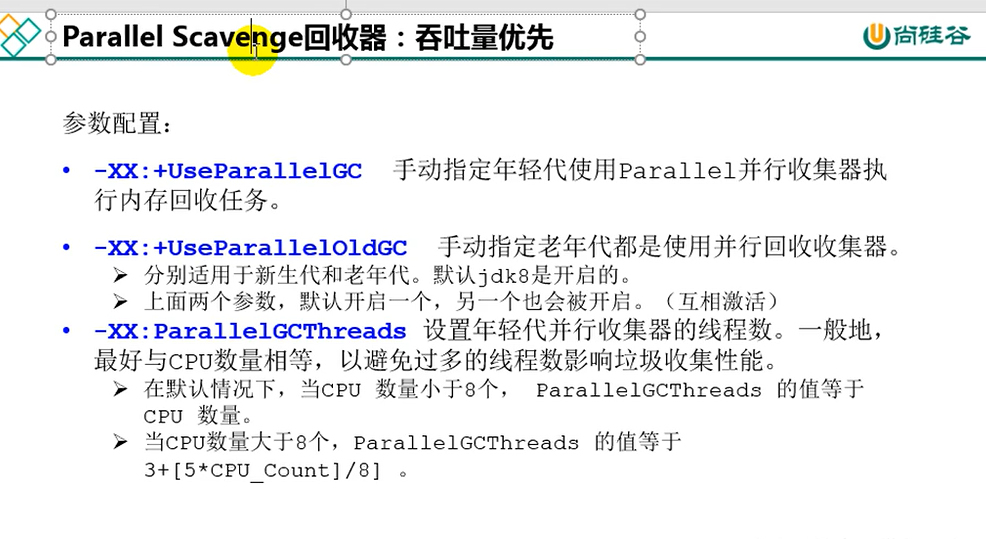 Parallel Scavenge回收器：吞吐量优先
尚硅谷
参数配置：
• -XX:+UseParallelGC 手动指定年轻代使用Parallel并行收集器执
行内存回收任务。
• -XX:+UseParallelOldGC 手动指定老年代都是使用并行回收收集器。
➢ 分别适用于新生代和老年代。默认jdk8是开启的。
➢ 上面两个参数，默认开启一个，另一个也会被开启。（互相激活）
• -XX:ParallelGCThreads 设置年轻代并行收集器的线程数。一般地，
最好与CPU数量相等，以避免过多的线程数影响垃圾收集性能。
➢ 在默认情况下，当CPU 数量小于8个， ParallelGCThreads 的值等于
CPU 数量。
➢ 当CPU数量大于8个，ParallelGCThreads 的值等于
3+[5*CPU_Count]/8] 。